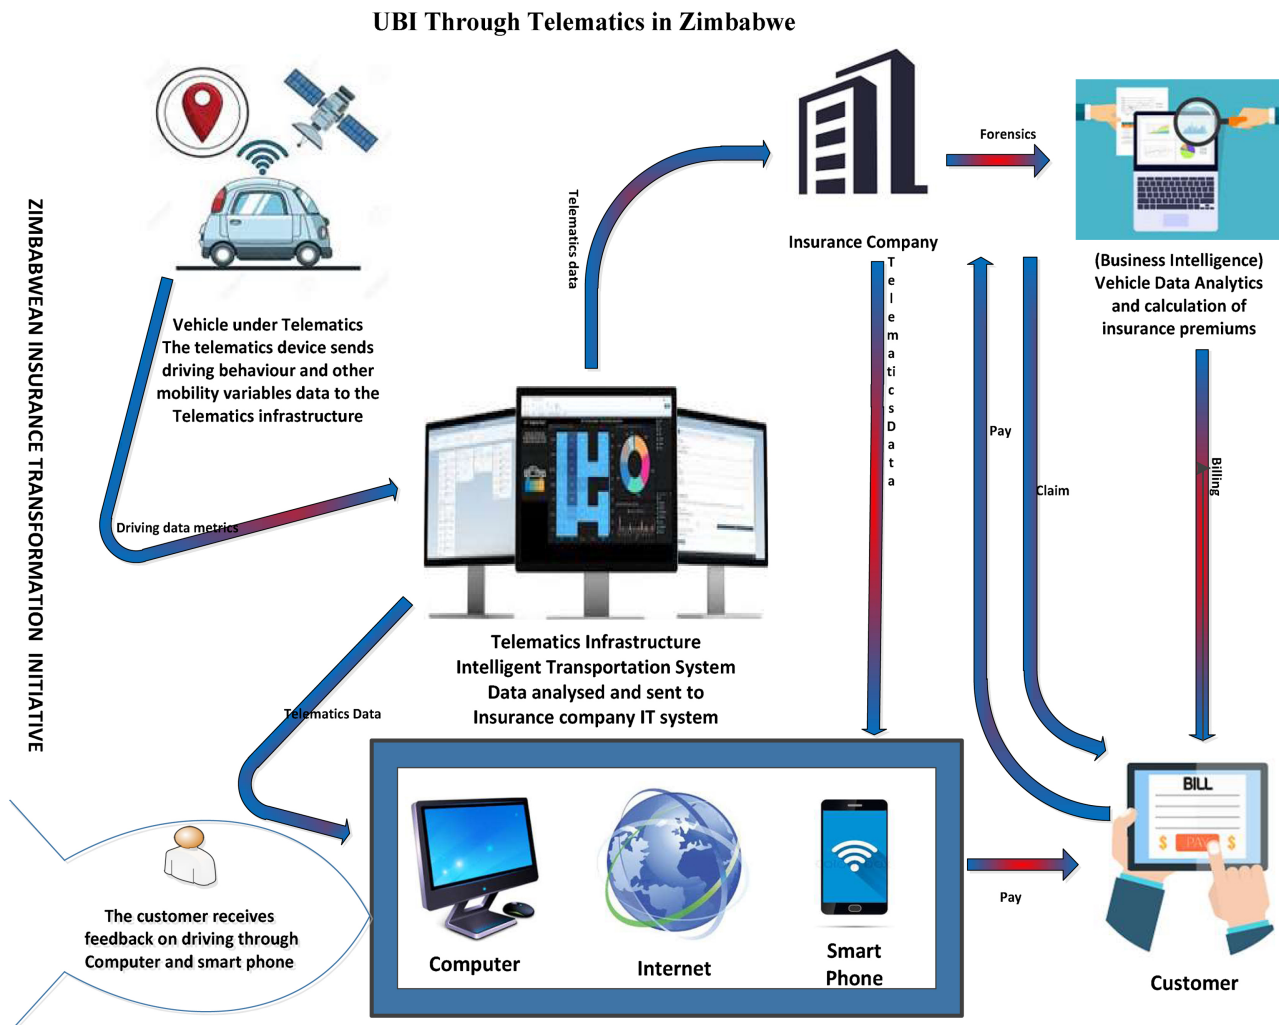 UBI Through Telematics in Zimbabwe
ZIMBABWEAN INSURANCE TRANSFORMATION INITIATIVE
Vehicle under Telematics
The telematics device sends
driving behaviour and other
mobility variables data to the
Telematics infrastructure
Driving data metrics
Telematics data
Insurance Company
Forensics
(Business Intelligence)
Vehicle Data Analytics
and calculation of
insurance premiums
Telematics Data
Pay
Claim
Billing
Telematics Infrastructure
Intelligent Transportation System
Data analysed and sent to
Insurance company IT system
Telematics Data
The customer receives
feedback on driving through
Computer and smart phone
Computer
Internet
Smart
Phone
Pay
BILL
$ PAY $
Customer